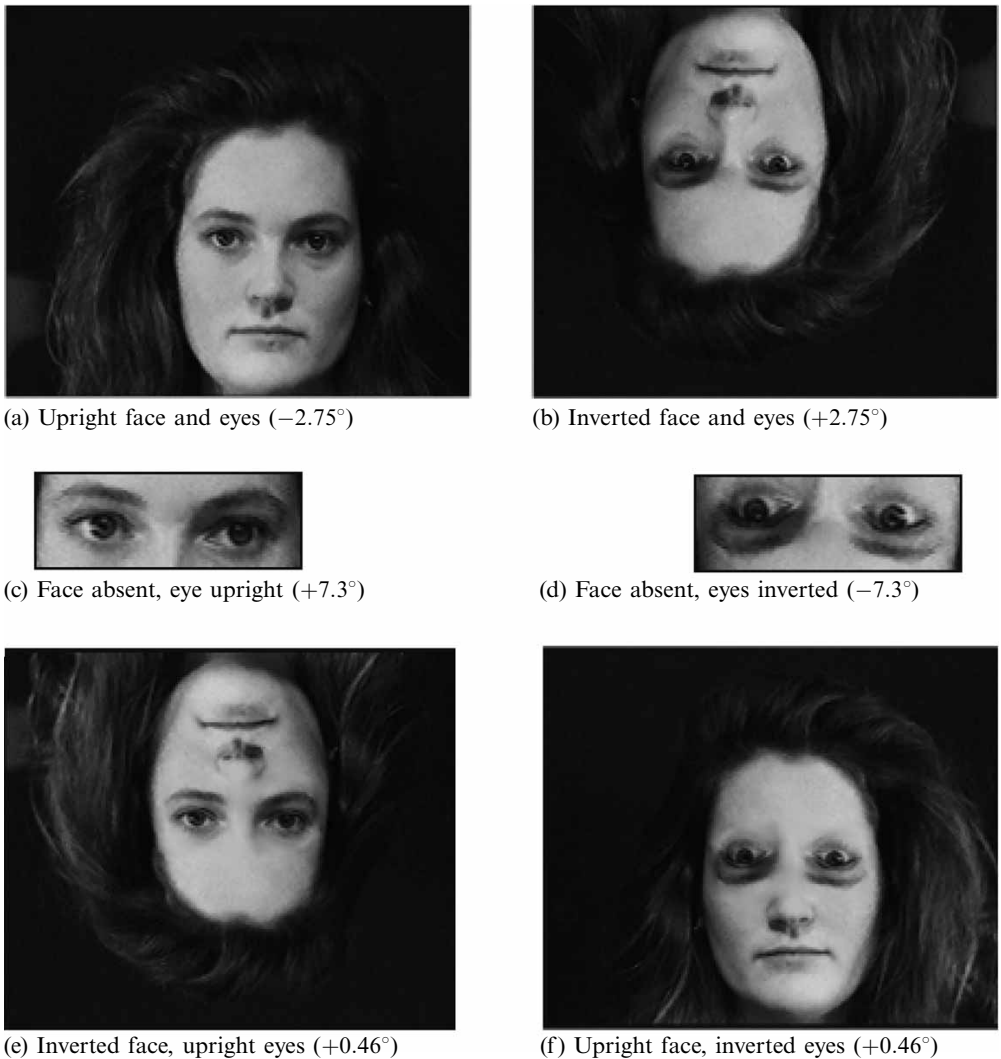 (a) Upright face and eyes (−2.75°)
(b) Inverted face and eyes (+2.75°)
(c) Face absent, eye upright (+7.3°)
(d) Face absent, eyes inverted (−7.3°)
(e) Inverted face, upright eyes (+0.46°)
(f) Upright face, inverted eyes (+0.46°)